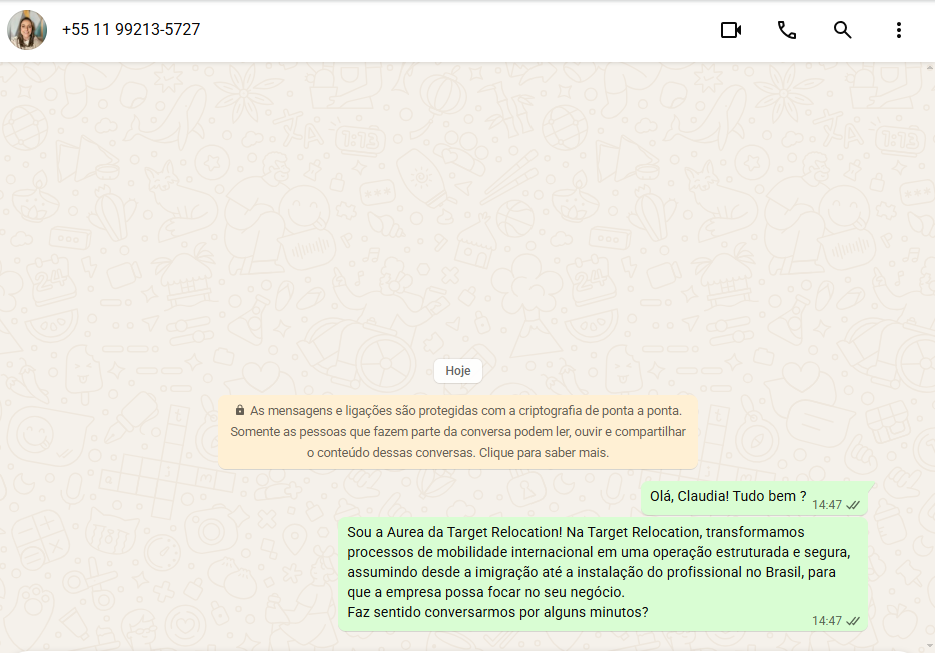 +55 11 99213-5727
Hoje
As mensagens e ligações são protegidas com a criptografia de ponta a ponta.
Somente as pessoas que fazem parte da conversa podem ler, ouvir e compartilhar
o conteúdo dessas conversas. Clique para saber mais.
Olá, Claudia! Tudo bem ?
14:47
Sou a Aurea da Target Relocation! Na Target Relocation, transformamos
processos de mobilidade internacional em uma operação estruturada e segura,
assumindo desde a imigração até a instalação do profissional no Brasil, para
que a empresa possa focar no seu negócio.
Faz sentido conversarmos por alguns minutos?
14:47